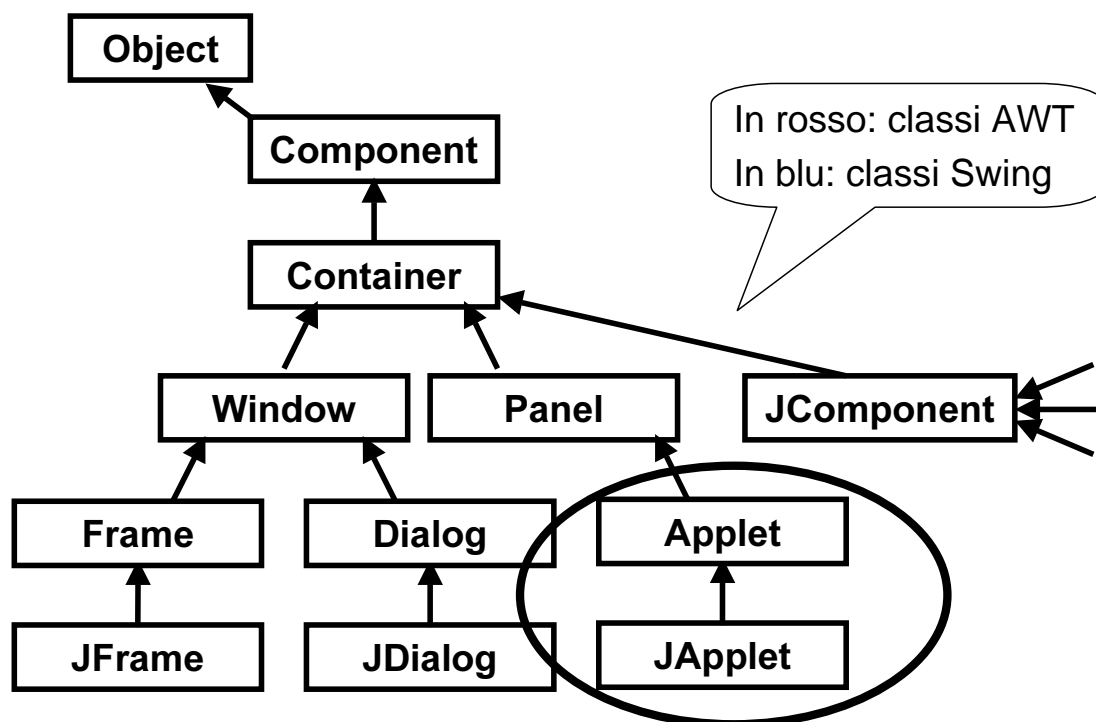 Object
In rosso: classi AWT
In blu: classi Swing
Component
Container
Window
Panel
JComponent
Frame
Dialog
Applet
JFrame
JDialog
JApplet